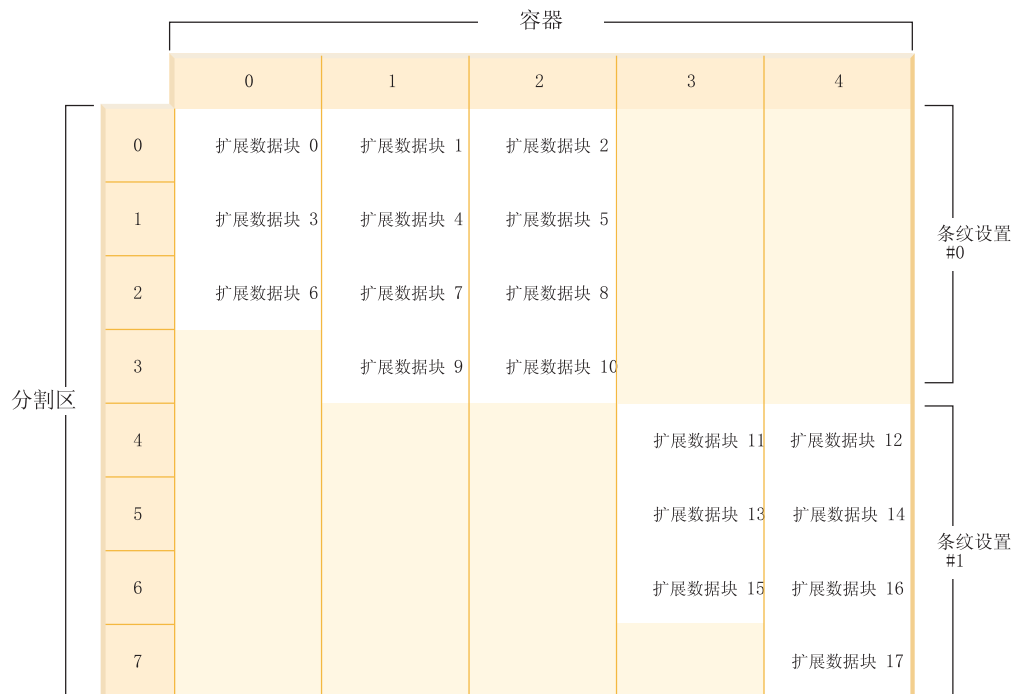 容器
0 1 2 3 4
0 扩展数据块 0 扩展数据块 1 扩展数据块 2
1 扩展数据块 3 扩展数据块 4 扩展数据块 5
条纹设置
#0
2 扩展数据块 6 扩展数据块 7 扩展数据块 8
3 扩展数据块 9 扩展数据块 10
分割区
4 扩展数据块 11 扩展数据块 12
5 扩展数据块 13 扩展数据块 14
条纹设置
#1
6 扩展数据块 15 扩展数据块 16
7 扩展数据块 17